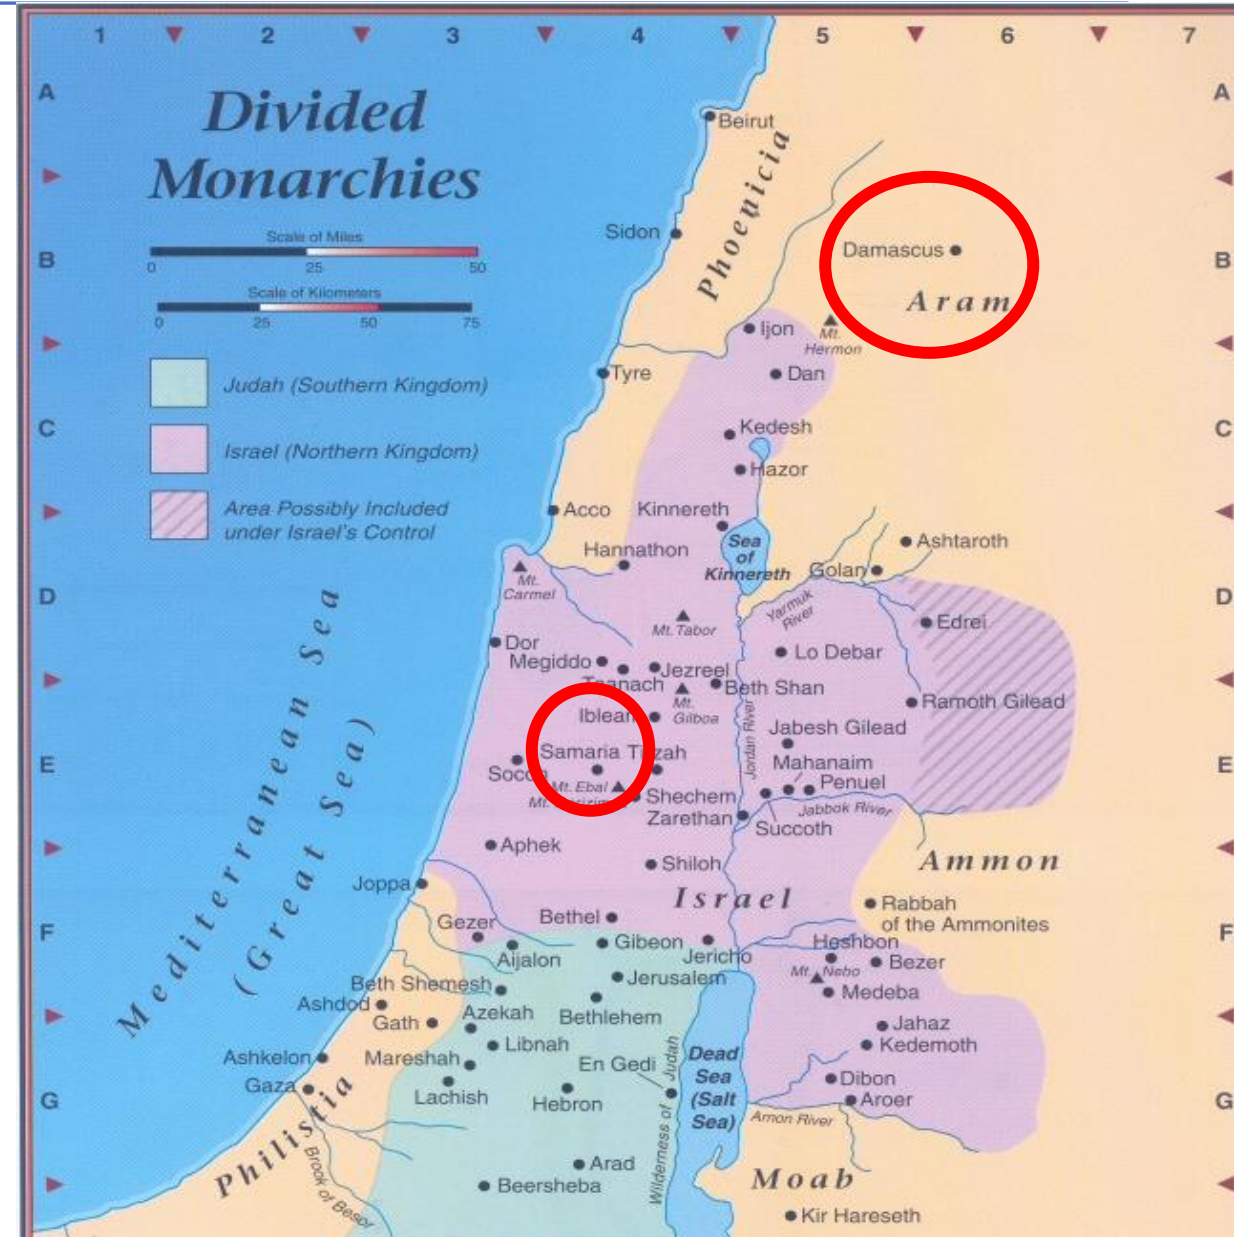 1 2 3 4 5 6 7
A A
Divided
Monarchies
Beirut
Phoenicia
Scale of Miles
0 25 50
Scale of Kilometers
0 25 50 75
Sidon
Damascus
B B
Aram
Ijon
Mt.
Hermon
Tyre
Dan
Judah (Southern Kingdom)
C C
Kedesh
Israel (Northern Kingdom)
Hazor
Area Possibly Included
under Israel's Control
Acco
Kinnereth
Sea
of
Kinnereth
Ashtaroth
Hannathon
Golan
Mt.
Carmel
D D
Yarmuk
River
Mt. Tabor
Edrei
Dor
Lo Debar
Megiddo
Jezreel
Taanach
Beth Shan
Mt.
Gilboa
Ramoth Gilead
Mediterranean Sea
(Great Sea)
Iblean
Jabesh Gilead
Jordan River
Samaria
Tirzah
E E
Mahanaim
Socoh
Mt. Ebal
Penuel
Mt.
Shechem
Jabbok River
Zarethan
Succoth
Aphek
Shiloh
Ammon
Joppa
Israel
Rabbah
of the Ammonites
Bethel
Gezer
F F
Gibeon
Heshbon
Aijalon
Jericho
Bezer
Mt. Nebo
Jerusalem
Beth Shemesh
Medeba
Ashdod
Azekah
Bethlehem
Gath
Jahaz
Libnah
Kedemoth
Ashkelon
Mareshah
En Gedi
Dead
Sea
(Salt
Sea)
Gaza
Lachish
Hebron
Dibon
Aroer
G G
Arnon River
Philistia
Wilderness of Judah
Brook of Besor
Arad
Moab
Beersheba
Kir Hareseth